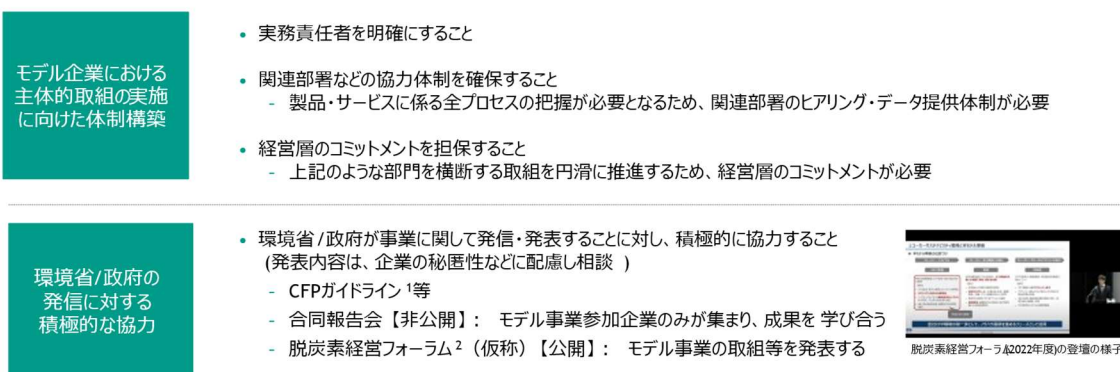 モデル企業における
主体的取組の実施
に向けた体制構築
• 実務責任者を明確にすること
• 関連部署などの協力体制を確保すること
- 製品・サービスに係る全プロセスの把握が必要となるため、関連部署のヒアリング・データ提供体制が必要
• 経営層のコミットメントを担保すること
- 上記のような部門を横断する取組を円滑に推進するため、経営層のコミットメントが必要
環境省/政府の
発信に対する
積極的な協力
• 環境省/政府が事業に関して発信・発表することに対し、積極的に協力すること
(発表内容は、企業の秘匿性などに配慮し相談 )
- CFPガイドライン1等
- 合同報告会【非公開】: モデル事業参加企業のみが集まり、成果を 学び合う
- 脱炭素経営フォーラム2(仮称)【公開】: モデル事業の取組等を発表する
脱炭素経営フォーラム(2022年度)の登壇の様子